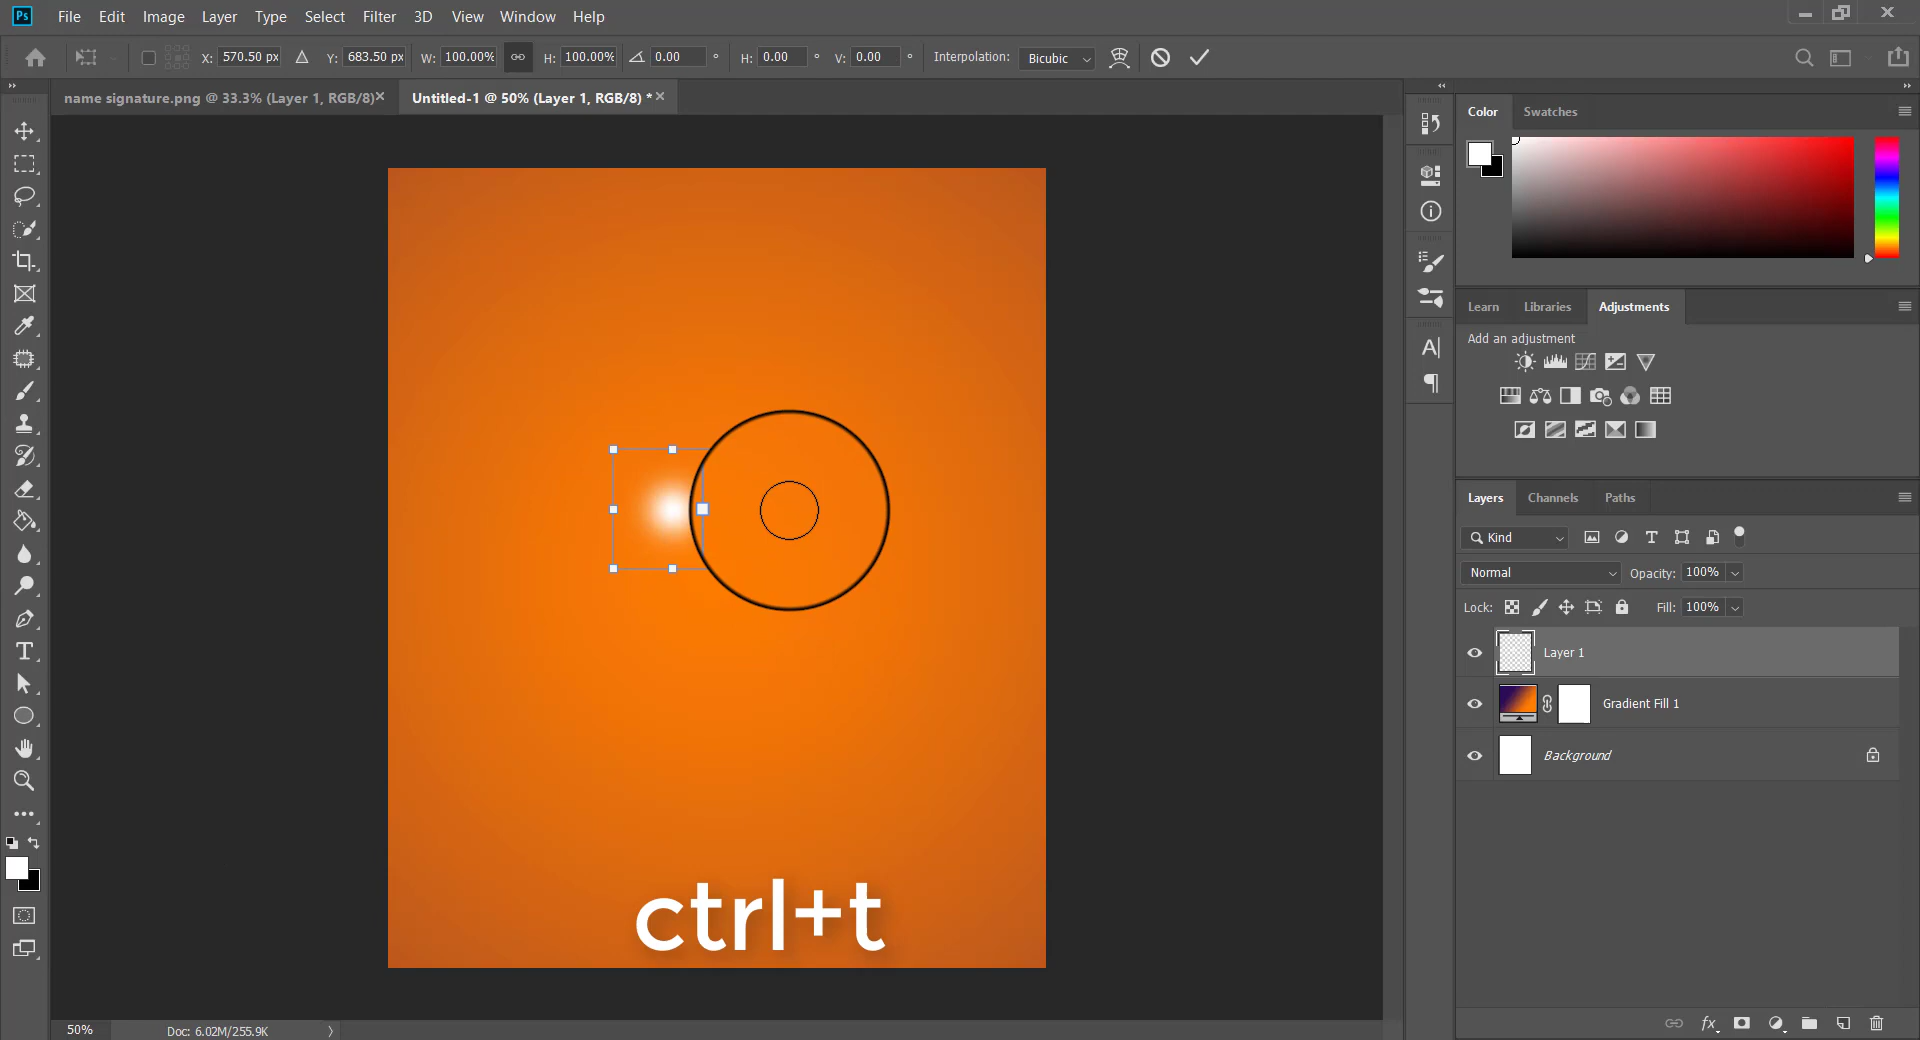 Ps File Edit Image Layer Type Select Filter 3D View Window Help
X: 570.50 px Y: 683.50 px W: 100.00% H: 100.00% 0.00 ° H: 0.00 ° V: 0.00 ° Interpolation: Bicubic
name signature.png @ 33.3% (Layer 1, RGB/8) × Untitled-1 @ 50% (Layer 1, RGB/8) * ×
Color Swatches
Learn Libraries Adjustments
Add an adjustment
Layers Channels Paths
Kind
Normal Opacity: 100%
Lock: Fill: 100%
Layer 1
Gradient Fill 1
Background
ctrl+t
50% Doc: 6.02M/255.9K